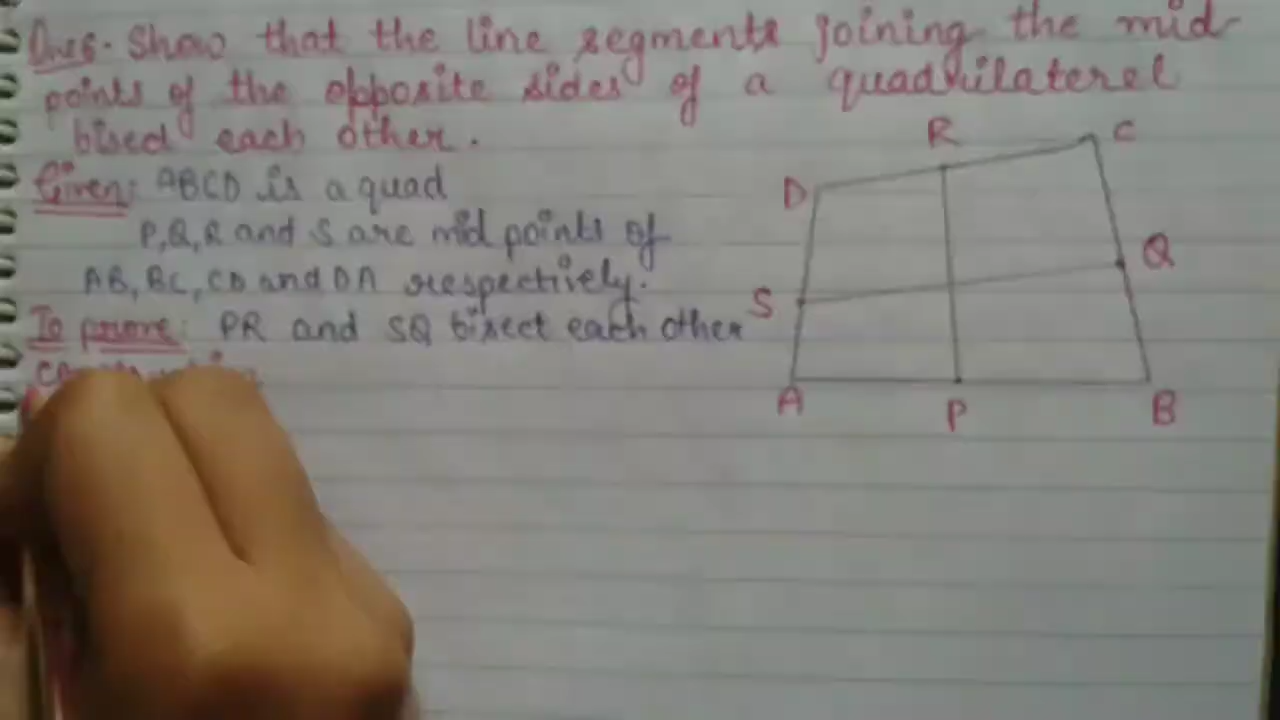 Ques. Show that the line segments joining the mid
points of the opposite sides of a quadrilateral
bisect each other.
Given: ABCD is a quad
P, Q, R and S are mid points of
AB, BC, CD and DA respectively.
To prove: PR and SQ bisect each other
R
C
D
Q
S
A
P
B